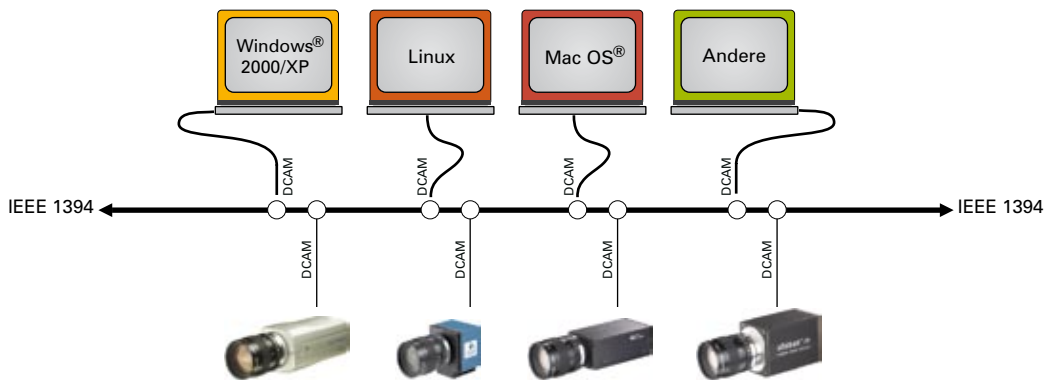 Windows®
2000/XP
Linux
Mac OS®
Andere
DCAM
DCAM
DCAM
DCAM
IEEE 1394
IEEE 1394
DCAM
DCAM
DCAM
DCAM